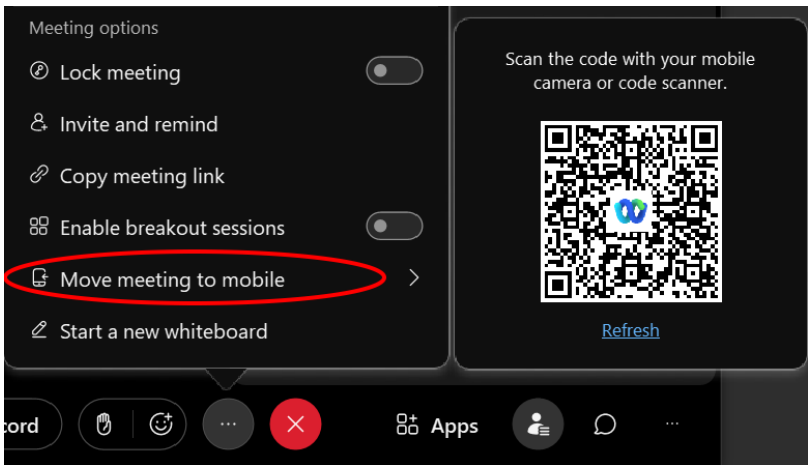 Meeting options
Lock meeting
Invite and remind
Copy meeting link
Enable breakout sessions
Move meeting to mobile
Start a new whiteboard
Scan the code with your mobile
camera or code scanner.
Refresh
cord
Apps